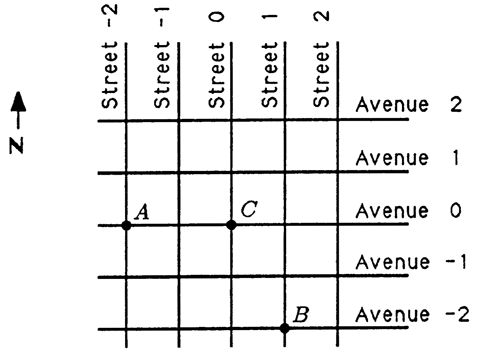 Street -2
Street -1
Street 0
Street 1
Street 2
N
Avenue 2
Avenue 1
A
C
Avenue 0
Avenue -1
B
Avenue -2